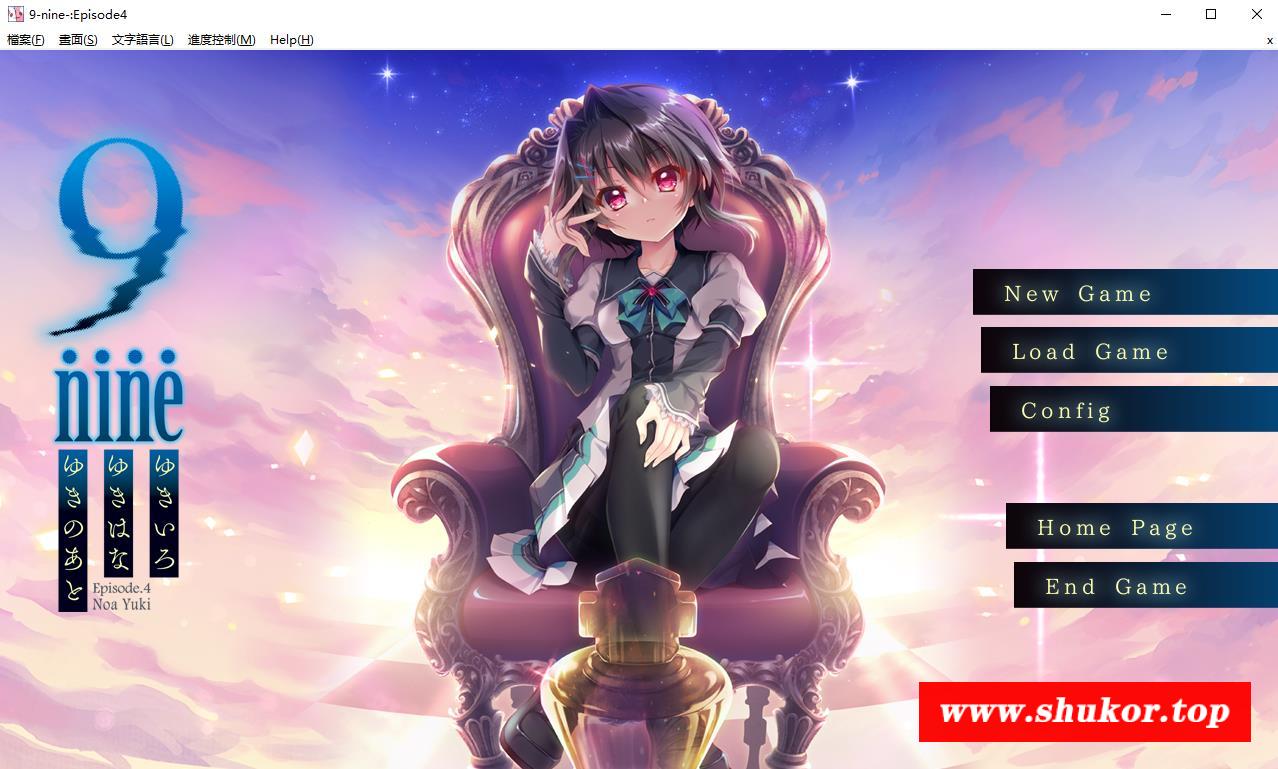 9-nine-:Episode4
檔案(F) 畫面(S) 文字語言(L) 進度控制(M) Help(H) x
9
nine
ゆきいろ
ゆきはな
ゆきのあと
Episode.4
Noa Yuki
New Game
Load Game
Config
Home Page
End Game
www.shukor.top